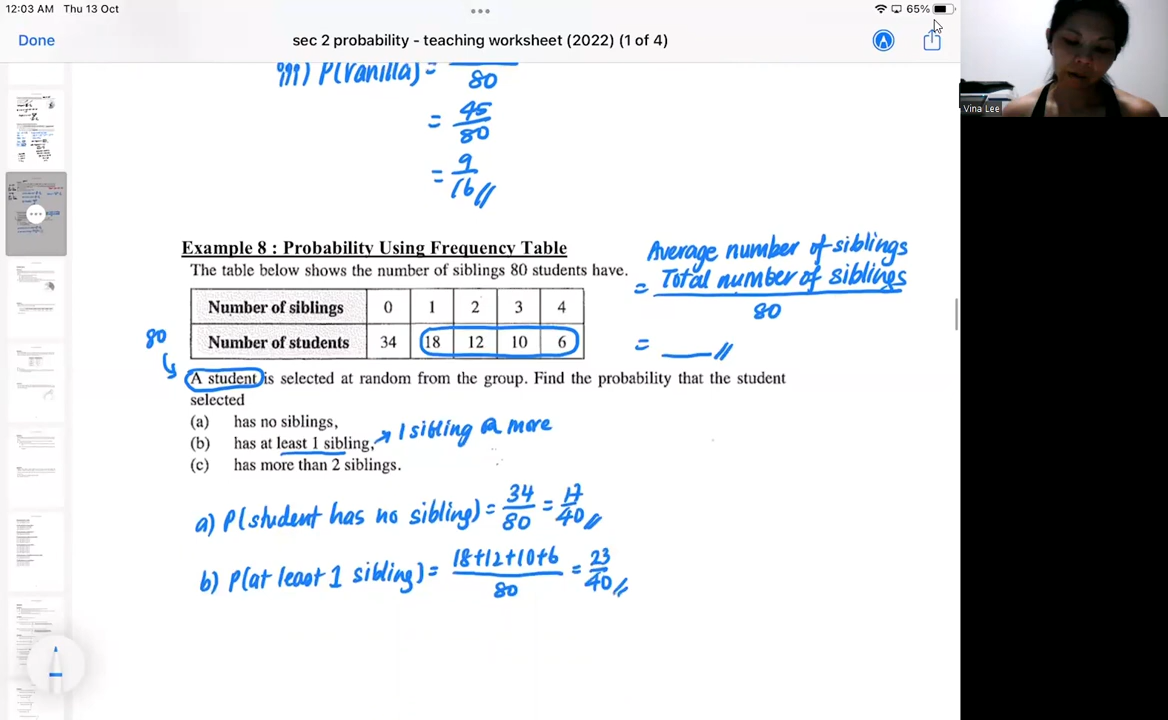 12:03 AM Thu 13 Oct
65%
Done
sec 2 probability - teaching worksheet (2022) (1 of 4)
Vina Lee
P(Vanilla) =
80
= 45
80
= 9
16
Example 8 : Probability Using Frequency Table
The table below shows the number of siblings 80 students have.
Number of siblings 0 1 2 3 4
Number of students 34 18 12 10 6
Average number of siblings
= Total number of siblings
80
=
80
A student is selected at random from the group. Find the probability that the student
selected
(a) has no siblings,
(b) has at least 1 sibling, → 1 sibling @ more
(c) has more than 2 siblings.
a) P(student has no sibling) = 34/80 = 17/40
b) P(at least 1 sibling) = 18+12+10+6/80 = 23/40